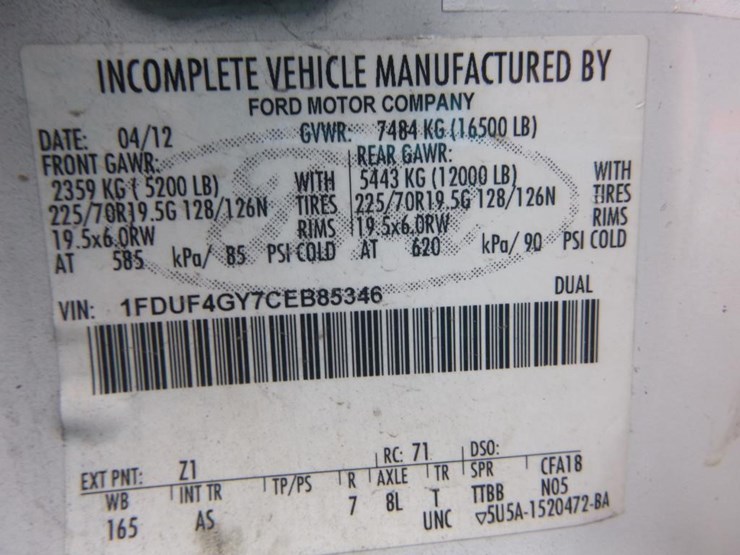 INCOMPLETE VEHICLE MANUFACTURED BY
FORD MOTOR COMPANY
DATE: 04/12 GVWR: 7484 KG (16500 LB)
FRONT GAWR: REAR GAWR:
2359 KG ( 5200 LB) WITH 5443 KG (12000 LB) WITH
225/70R19.5G 128/126N TIRES 225/70R19.5G 128/126N TIRES
19.5x6.0RW RIMS 19.5x6.0RW RIMS
AT 585 kPa/ 85 PSI COLD AT 620 kPa/ 90 PSI COLD
VIN: 1FDUF4GY7CEB85346 DUAL
EXT PNT: Z1 RC: 71 DSO:
WB INT TR TP/PS R AXLE TR SPR CFA18
165 AS 7 8L T TTBB N05
UNC ▽5U5A-1520472-BA